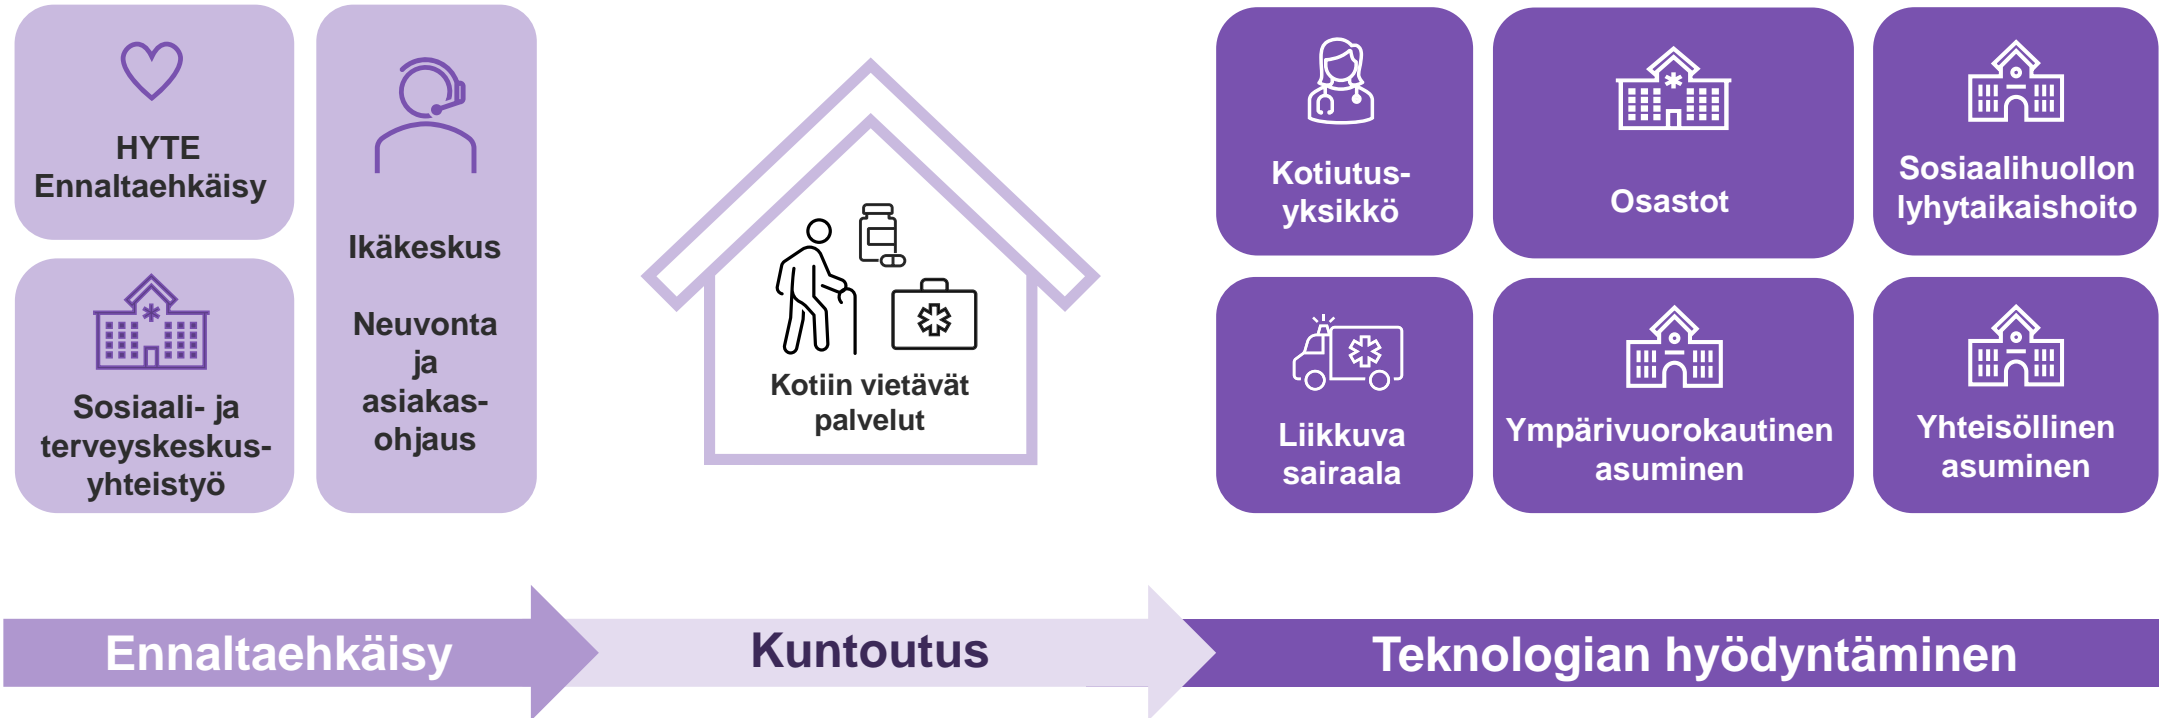 HYTE
Ennaltaehkäisy
Sosiaali- ja
terveyskeskus-
yhteistyö
Ikäkeskus
Neuvonta
ja
asiakas-
ohjaus
Kotiin vietävät
palvelut
Kotiutus-
yksikkö
Osastot
Sosiaalihuollon
lyhytaikaishoito
Liikkuva
sairaala
Ympärivuorokautinen
asuminen
Yhteisöllinen
asuminen
Ennaltaehkäisy
Kuntoutus
Teknologian hyödyntäminen